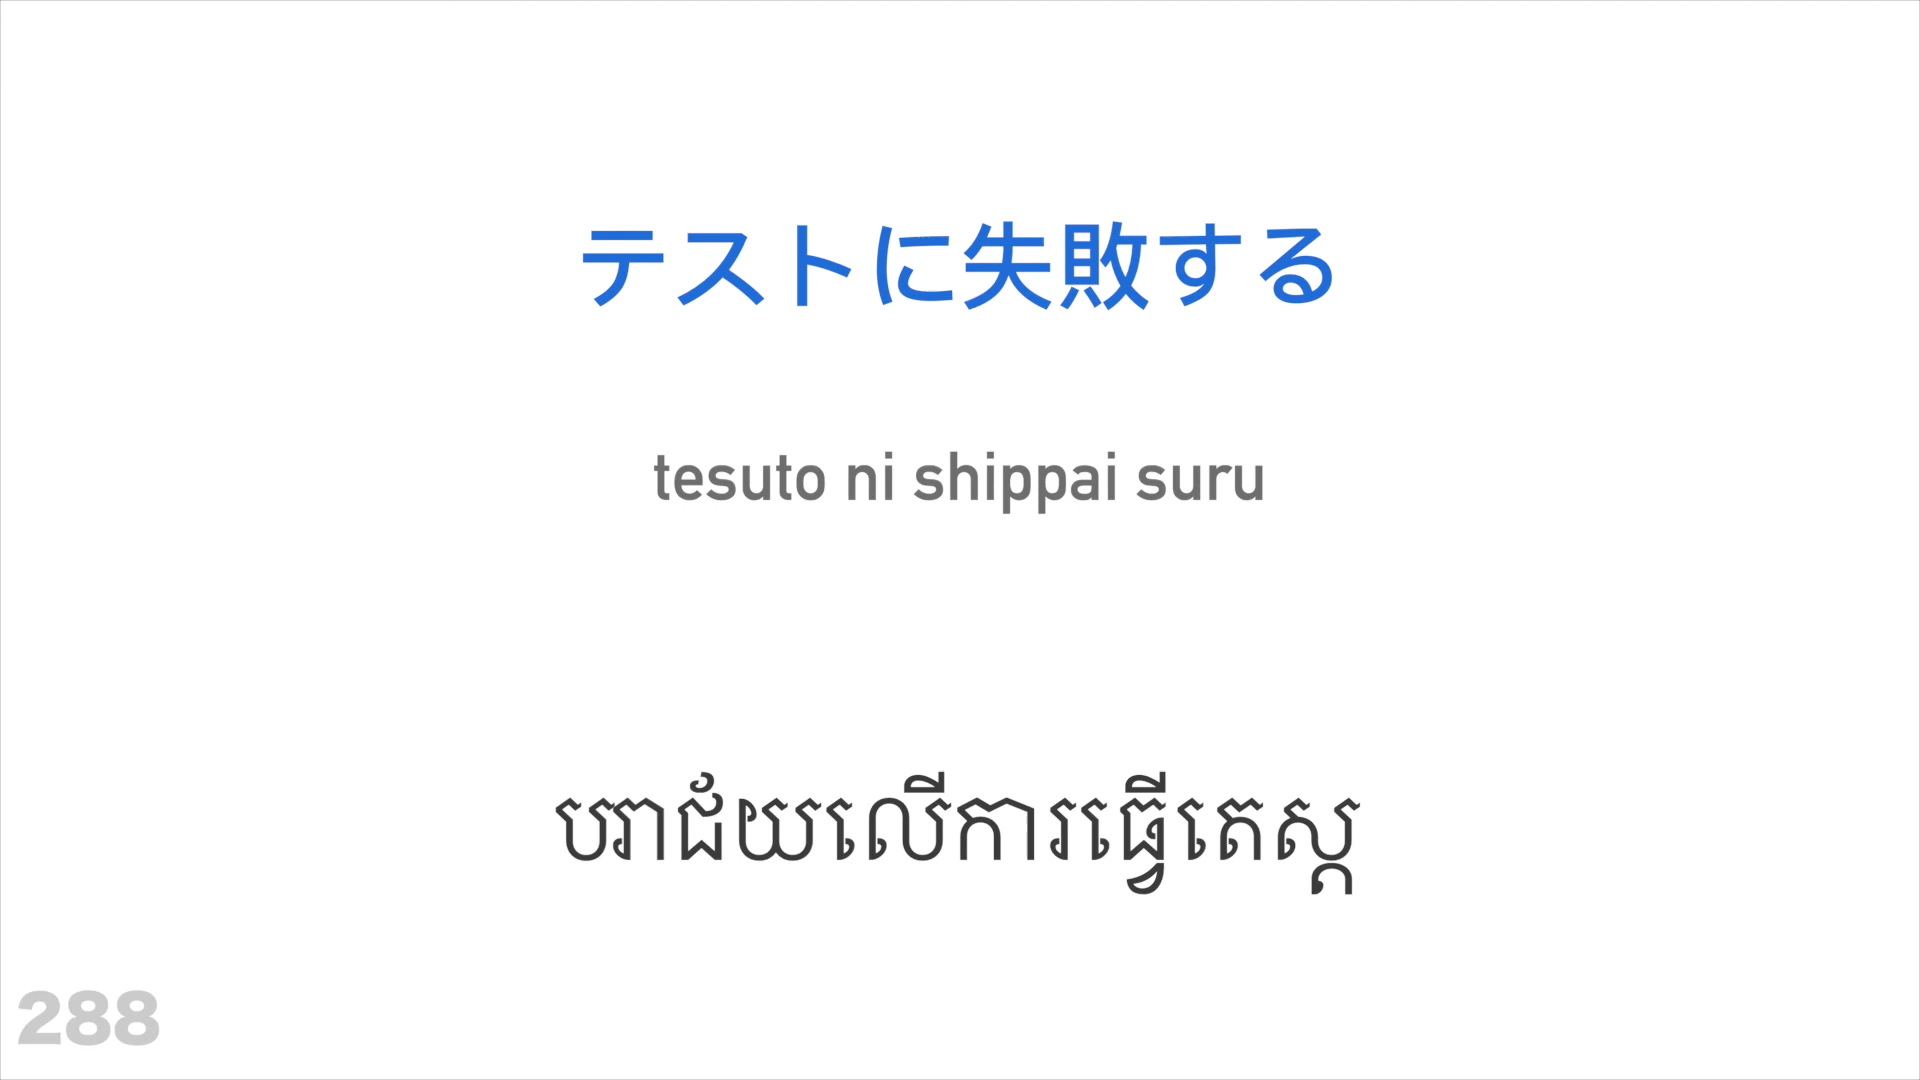 テストに失敗する
tesuto ni shippai suru
បរាជ័យលើការធ្វើតេស្ត
288